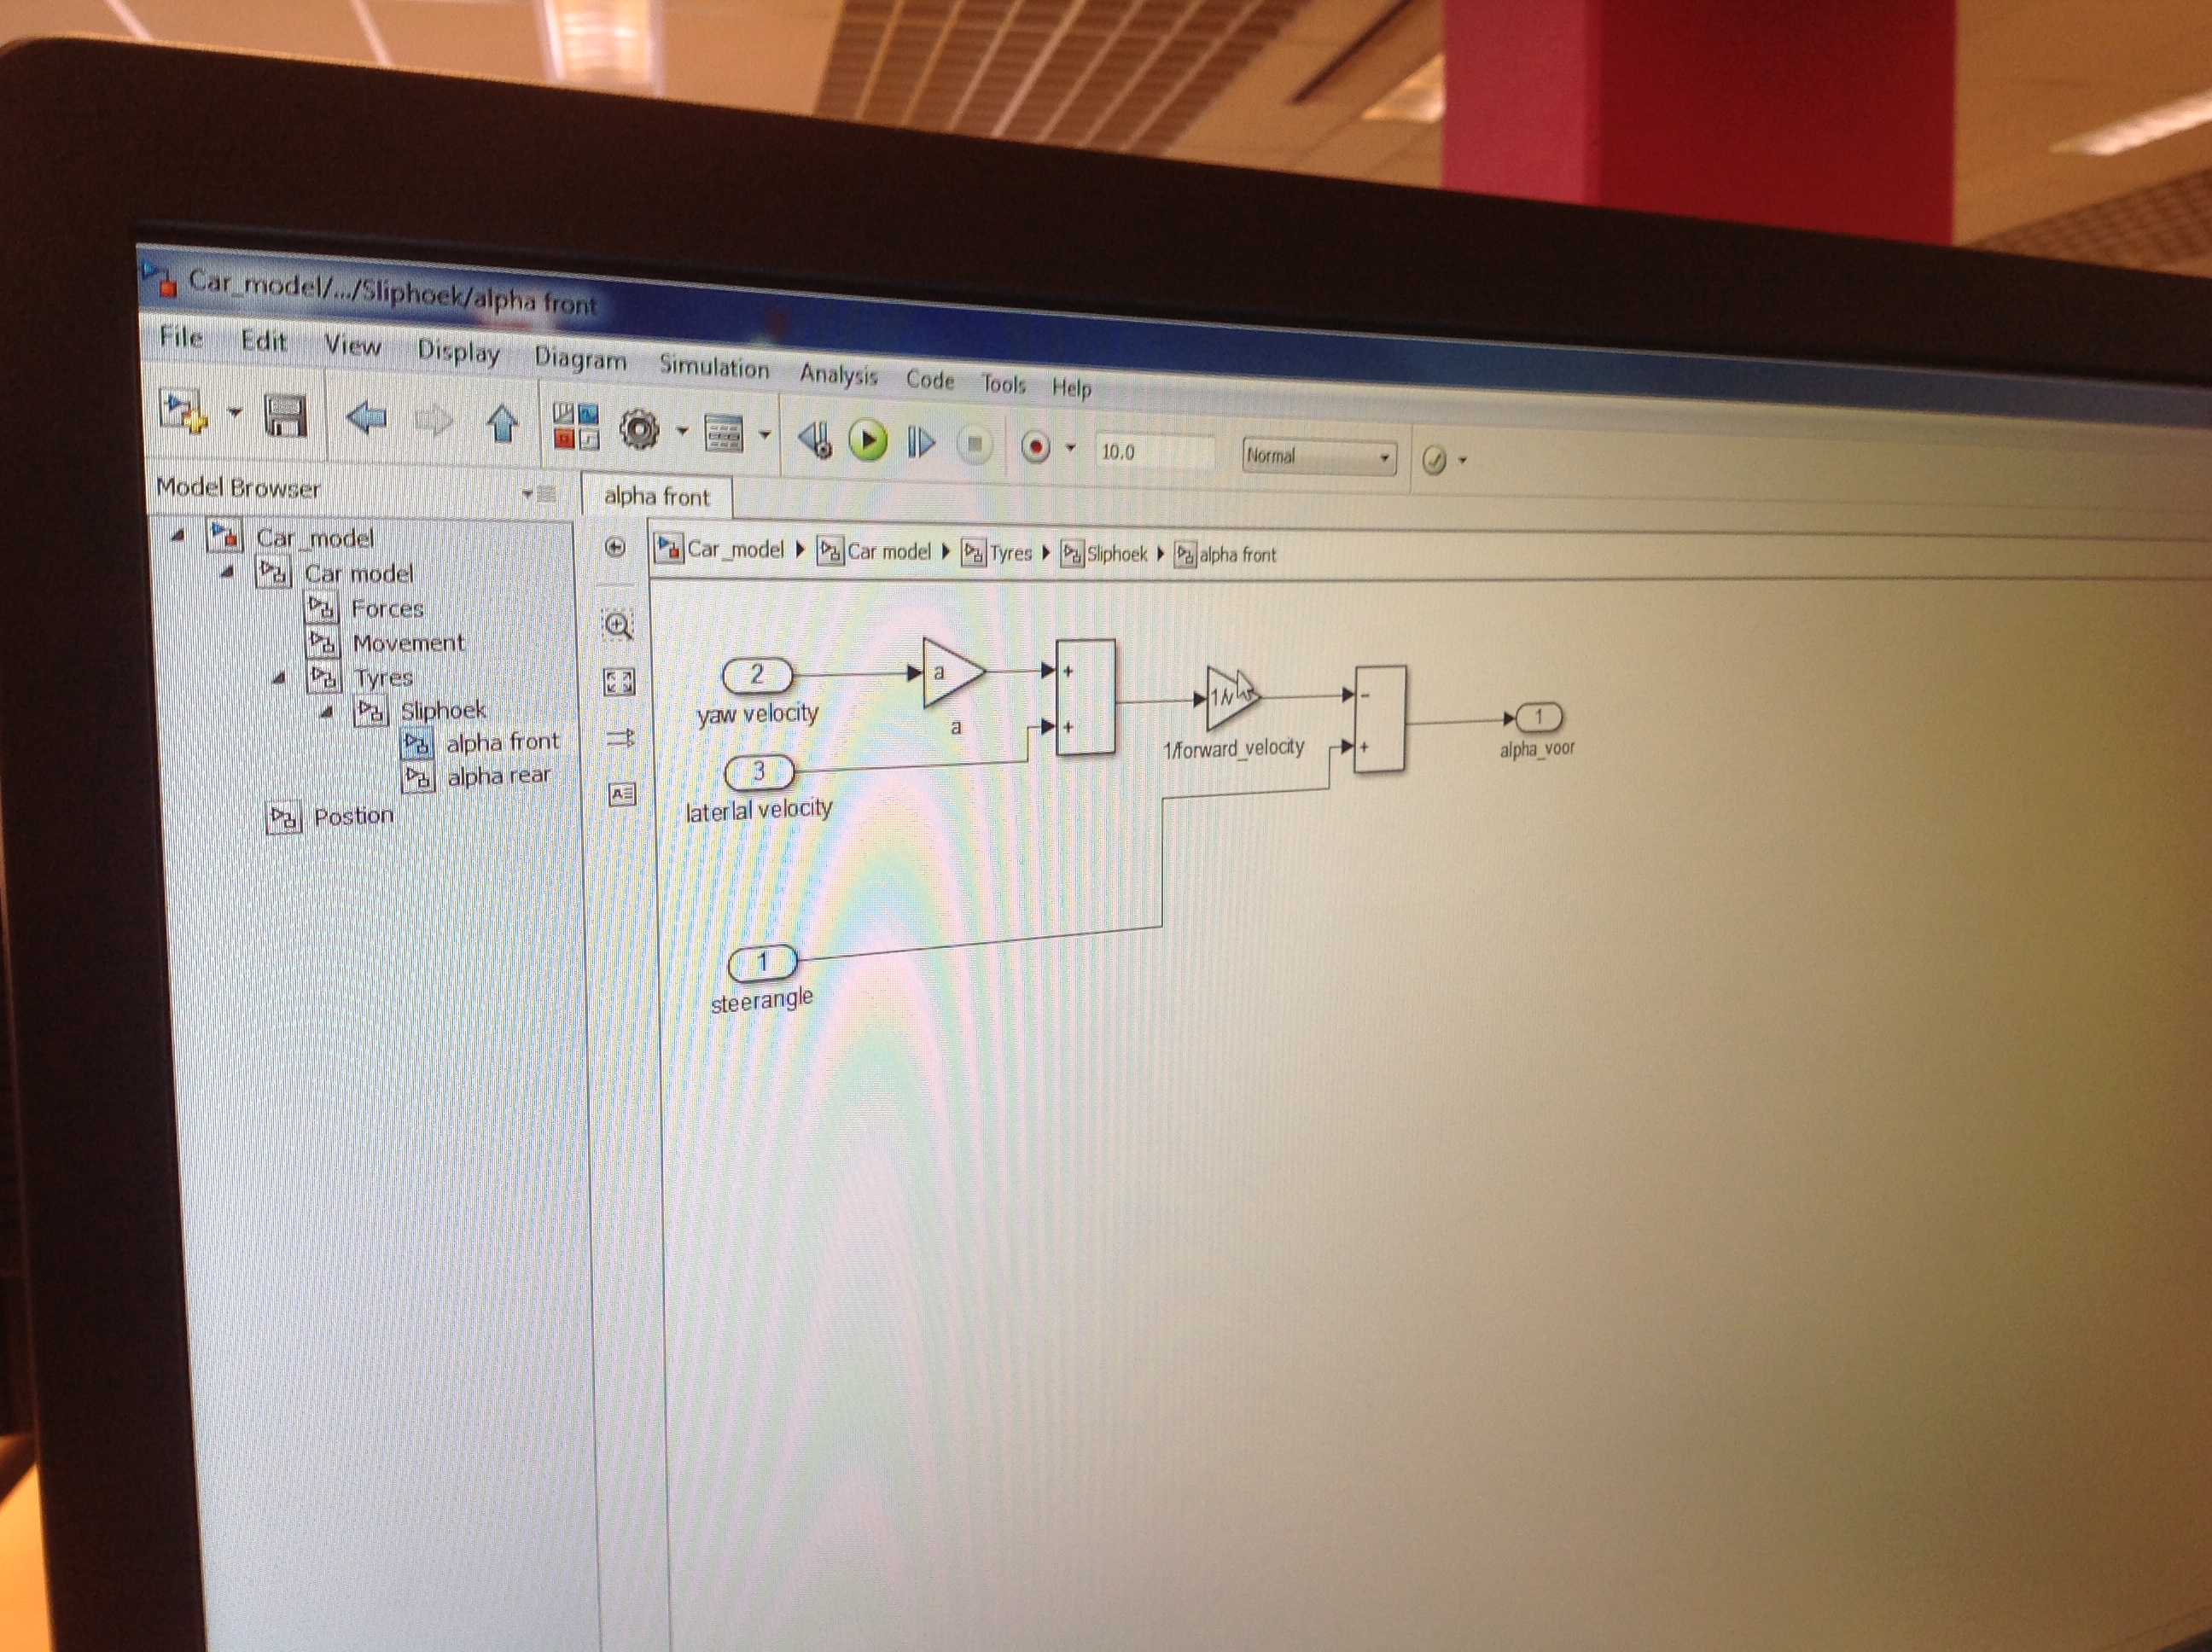 Car_model/.../Sliphoek/alpha front
File Edit View Display Diagram Simulation Analysis Code Tools Help
10.0 Normal
Model Browser
alpha front
Car_model
Car model
Forces
Movement
Tyres
Sliphoek
alpha front
alpha rear
Postion
Car_model Car model Tyres Sliphoek alpha front
2
yaw velocity
a
a
+
+
3
laterlal velocity
1/forward_velocity
-
+
1
alpha_voor
1
steerangle